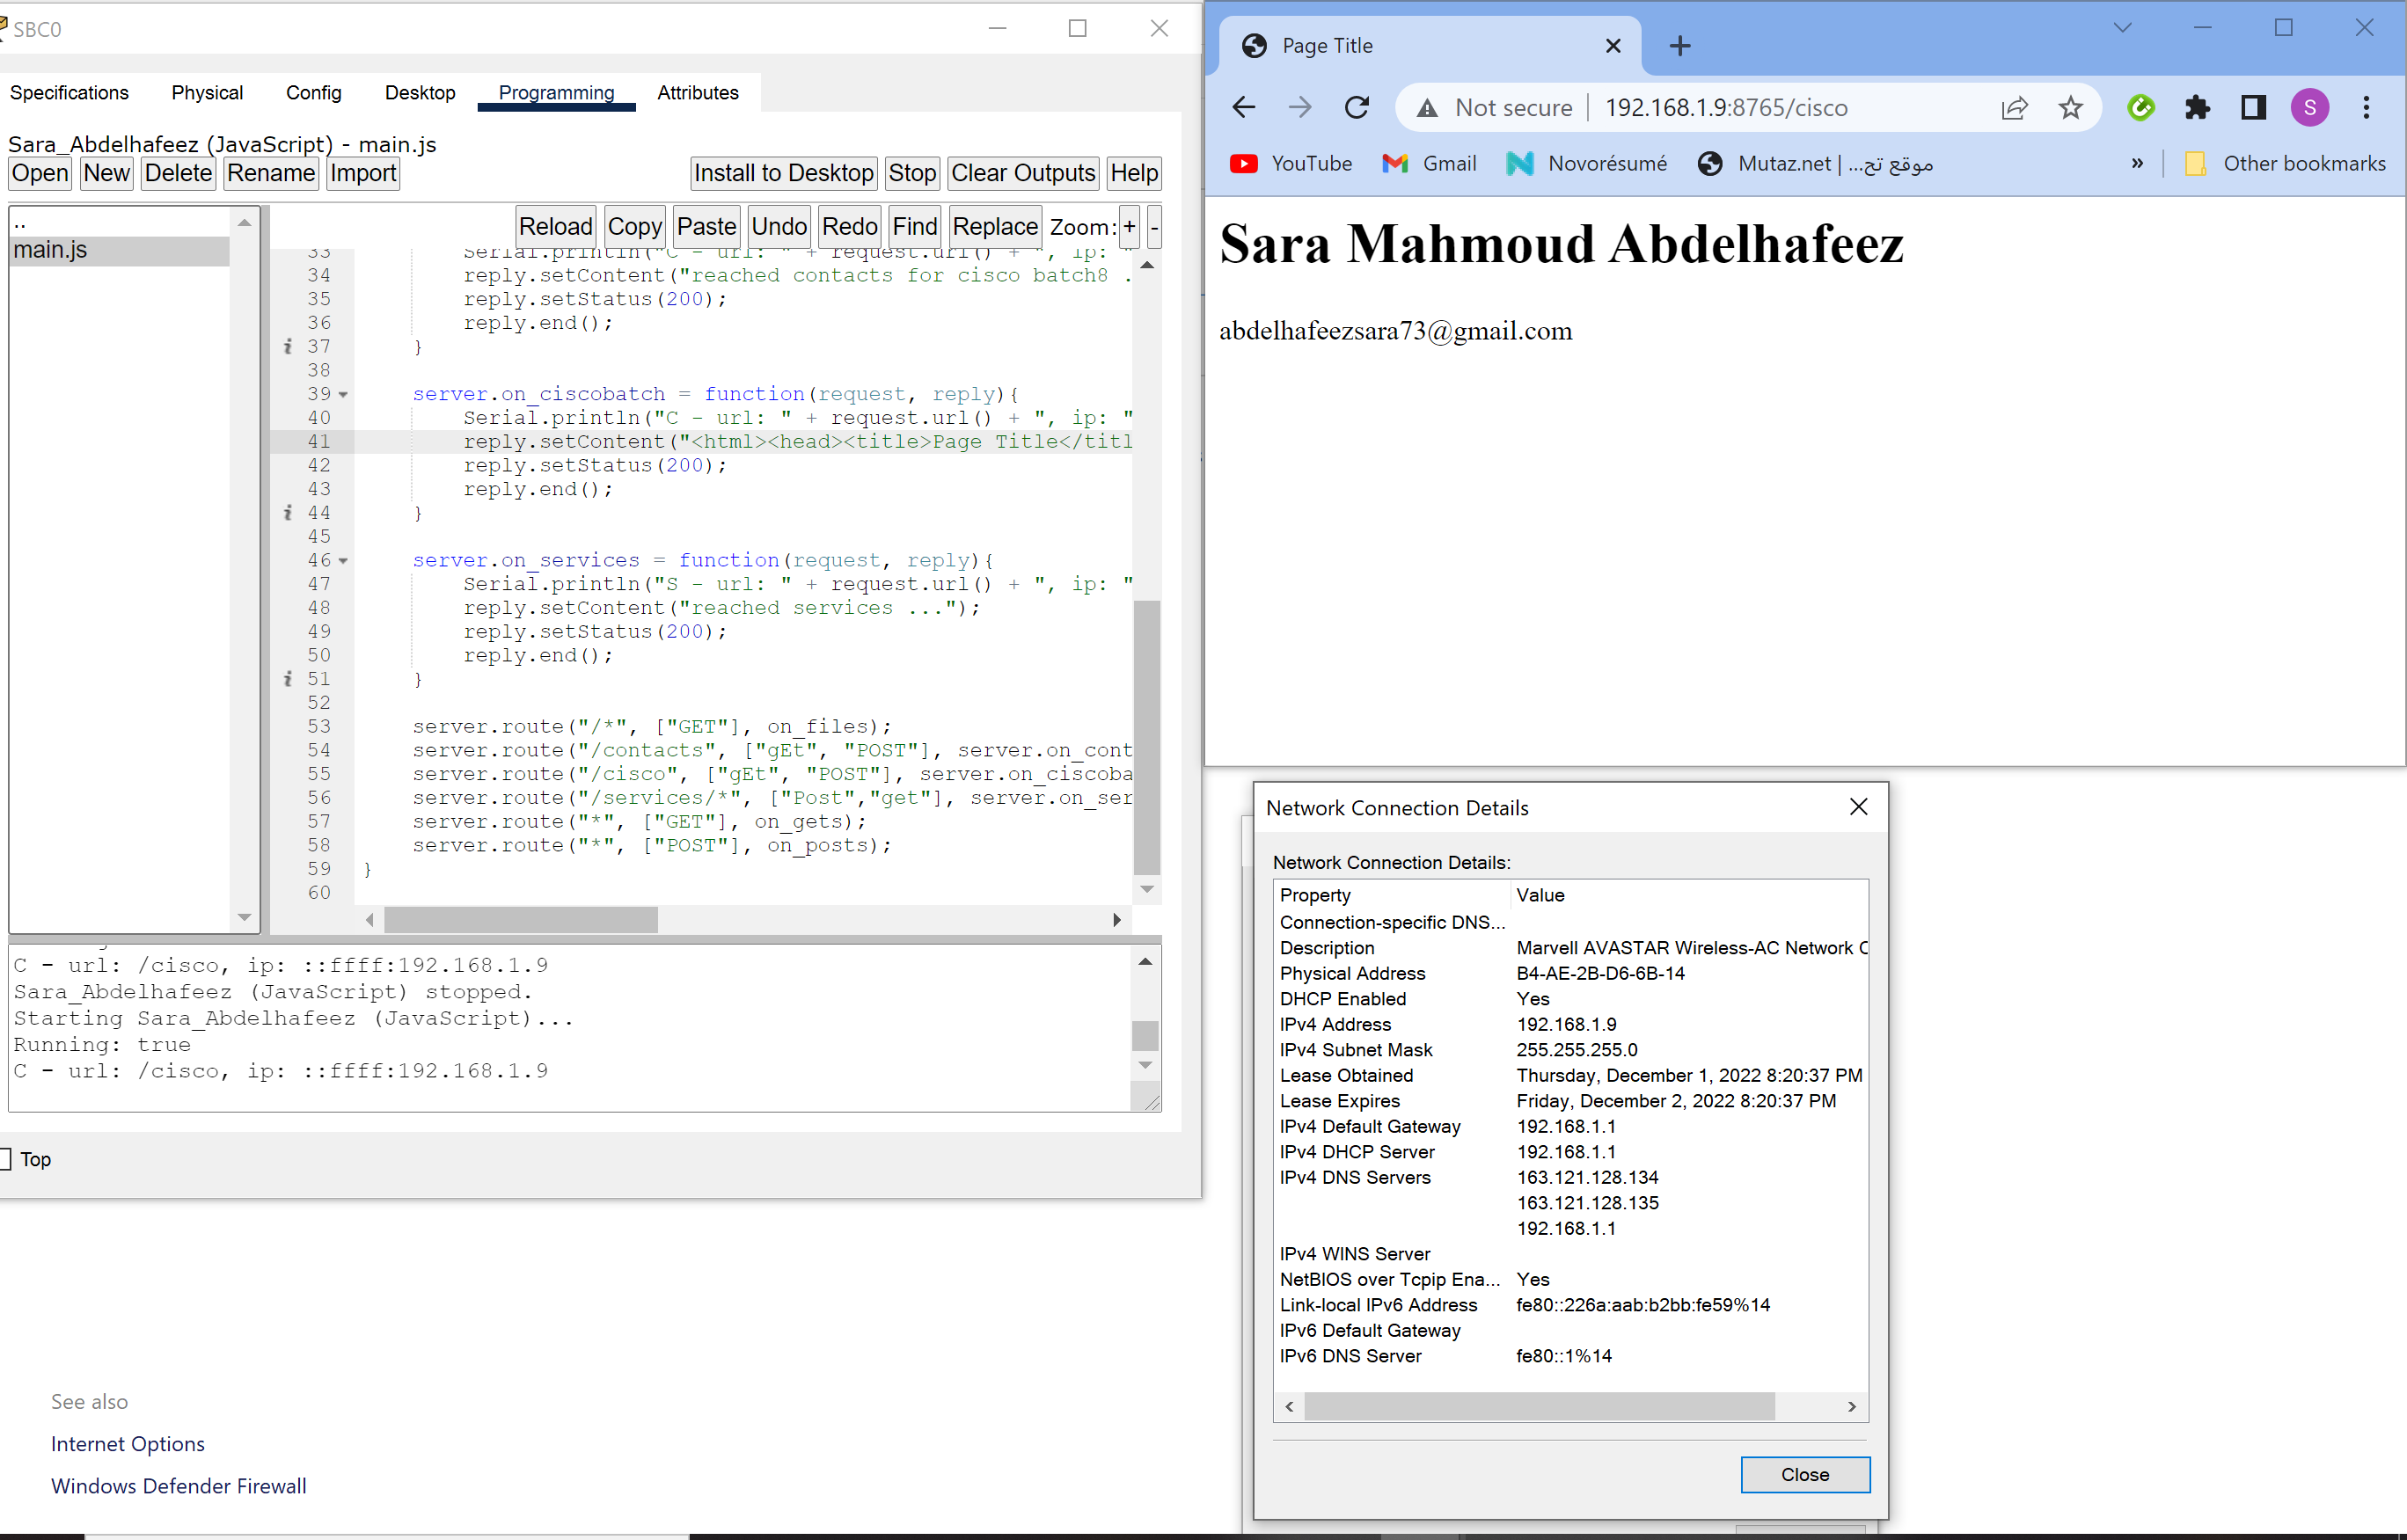 SBC0
Specifications Physical Config Desktop Programming Attributes
Sara_Abdelhafeez (JavaScript) - main.js
Open New Delete Rename Import Install to Desktop Stop Clear Outputs Help
Reload Copy Paste Undo Redo Find Replace Zoom: + -
..
main.js
33 Serial.println("C - url: " + request.url() + ", ip: "
34 reply.setContent("reached contacts for cisco batch8 .
35 reply.setStatus(200);
36 reply.end();
37 }
38
39 server.on_ciscobatch = function(request, reply){
40 Serial.println("C - url: " + request.url() + ", ip: "
41 reply.setContent("<html><head><title>Page Title</titl
42 reply.setStatus(200);
43 reply.end();
44 }
45
46 server.on_services = function(request, reply){
47 Serial.println("S - url: " + request.url() + ", ip: "
48 reply.setContent("reached services ...");
49 reply.setStatus(200);
50 reply.end();
51 }
52
53 server.route("/*", ["GET"], on_files);
54 server.route("/contacts", ["gEt", "POST"], server.on_cont
55 server.route("/cisco", ["gEt", "POST"], server.on_ciscoba
56 server.route("/services/*", ["Post","get"], server.on_ser
57 server.route("*", ["GET"], on_gets);
58 server.route("*", ["POST"], on_posts);
59 }
60
C - url: /cisco, ip: ::ffff:192.168.1.9
Sara_Abdelhafeez (JavaScript) stopped.
Starting Sara_Abdelhafeez (JavaScript)...
Running: true
C - url: /cisco, ip: ::ffff:192.168.1.9
Top
See also
Internet Options
Windows Defender Firewall
Page Title
Not secure 192.168.1.9:8765/cisco S
YouTube Gmail Novorésumé Mutaz.net | موقع تح... » Other bookmarks
Sara Mahmoud Abdelhafeez
abdelhafeezsara73@gmail.com
Network Connection Details
Network Connection Details:
Property Value
Connection-specific DNS...
Description Marvell AVASTAR Wireless-AC Network C
Physical Address B4-AE-2B-D6-6B-14
DHCP Enabled Yes
IPv4 Address 192.168.1.9
IPv4 Subnet Mask 255.255.255.0
Lease Obtained Thursday, December 1, 2022 8:20:37 PM
Lease Expires Friday, December 2, 2022 8:20:37 PM
IPv4 Default Gateway 192.168.1.1
IPv4 DHCP Server 192.168.1.1
IPv4 DNS Servers 163.121.128.134
163.121.128.135
192.168.1.1
IPv4 WINS Server
NetBIOS over Tcpip Ena... Yes
Link-local IPv6 Address fe80::226a:aab:b2bb:fe59%14
IPv6 Default Gateway
IPv6 DNS Server fe80::1%14
Close